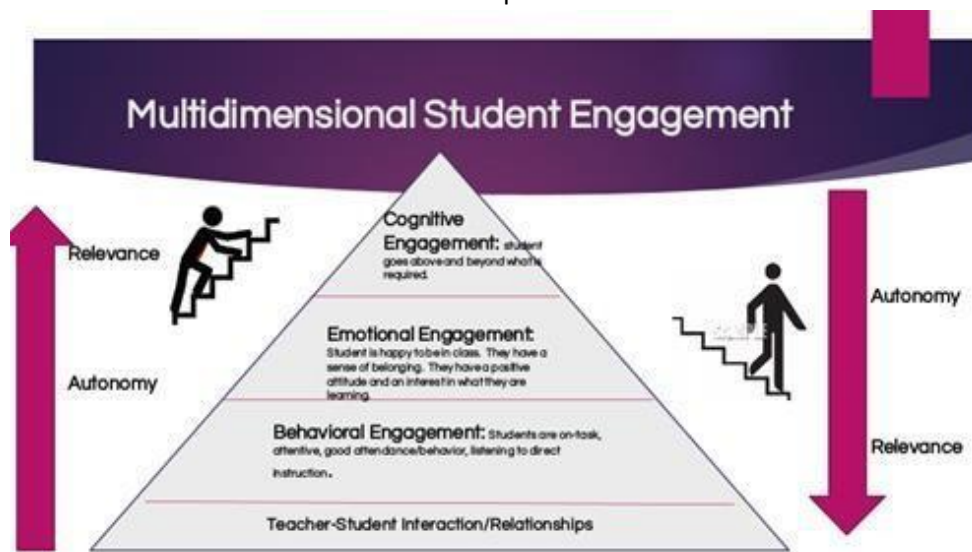 Multidimensional Student Engagement
Relevance
Autonomy
Cognitive
Engagement: student
goes above and beyond what is
required.
Emotional Engagement:
Student is happy to be in class. They have a
sense of belonging. They have a positive
attitude and an interest in what they are
learning.
Behavioral Engagement: Students are on-task,
attentive, good attendance/behavior, listening to direct
instruction.
Teacher-Student Interaction/Relationships
Autonomy
Relevance